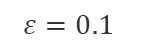 ε = 0.1